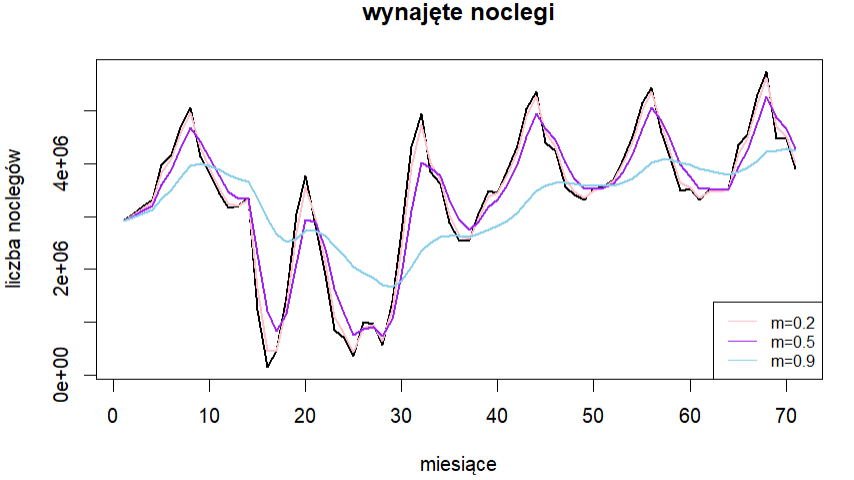 wynajęte noclegi
liczba noclegów
0e+00 2e+06 4e+06
m=0.2
m=0.5
m=0.9
0 10 20 30 40 50 60 70
miesiące